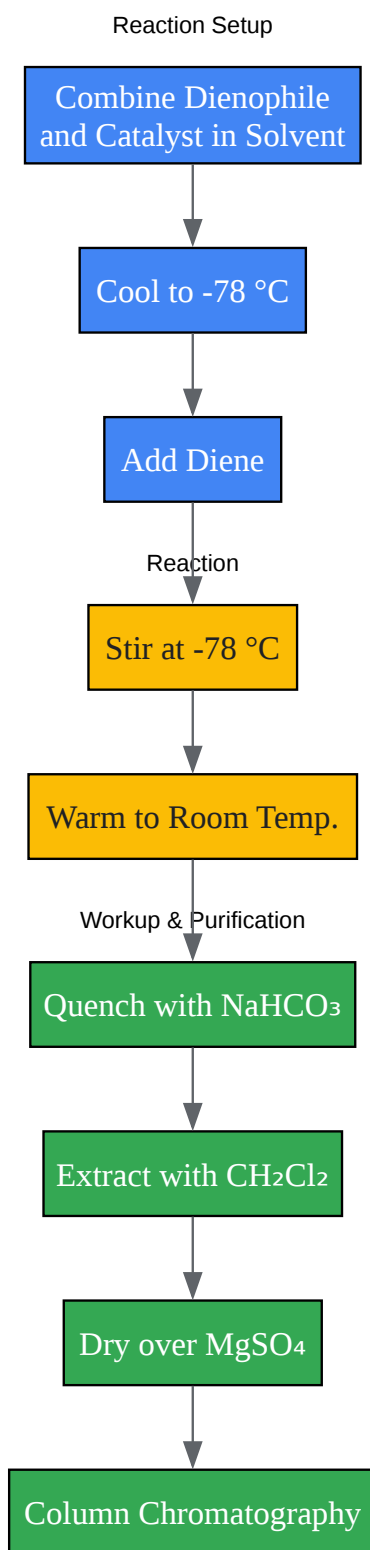 Reaction Setup
Combine Dienophile
and Catalyst in Solvent
Cool to -78 °C
Add Diene
Reaction
Stir at -78 °C
Warm to Room Temp.
Workup & Purification
Quench with NaHCO₃
Extract with CH₂Cl₂
Dry over MgSO₄
Column Chromatography